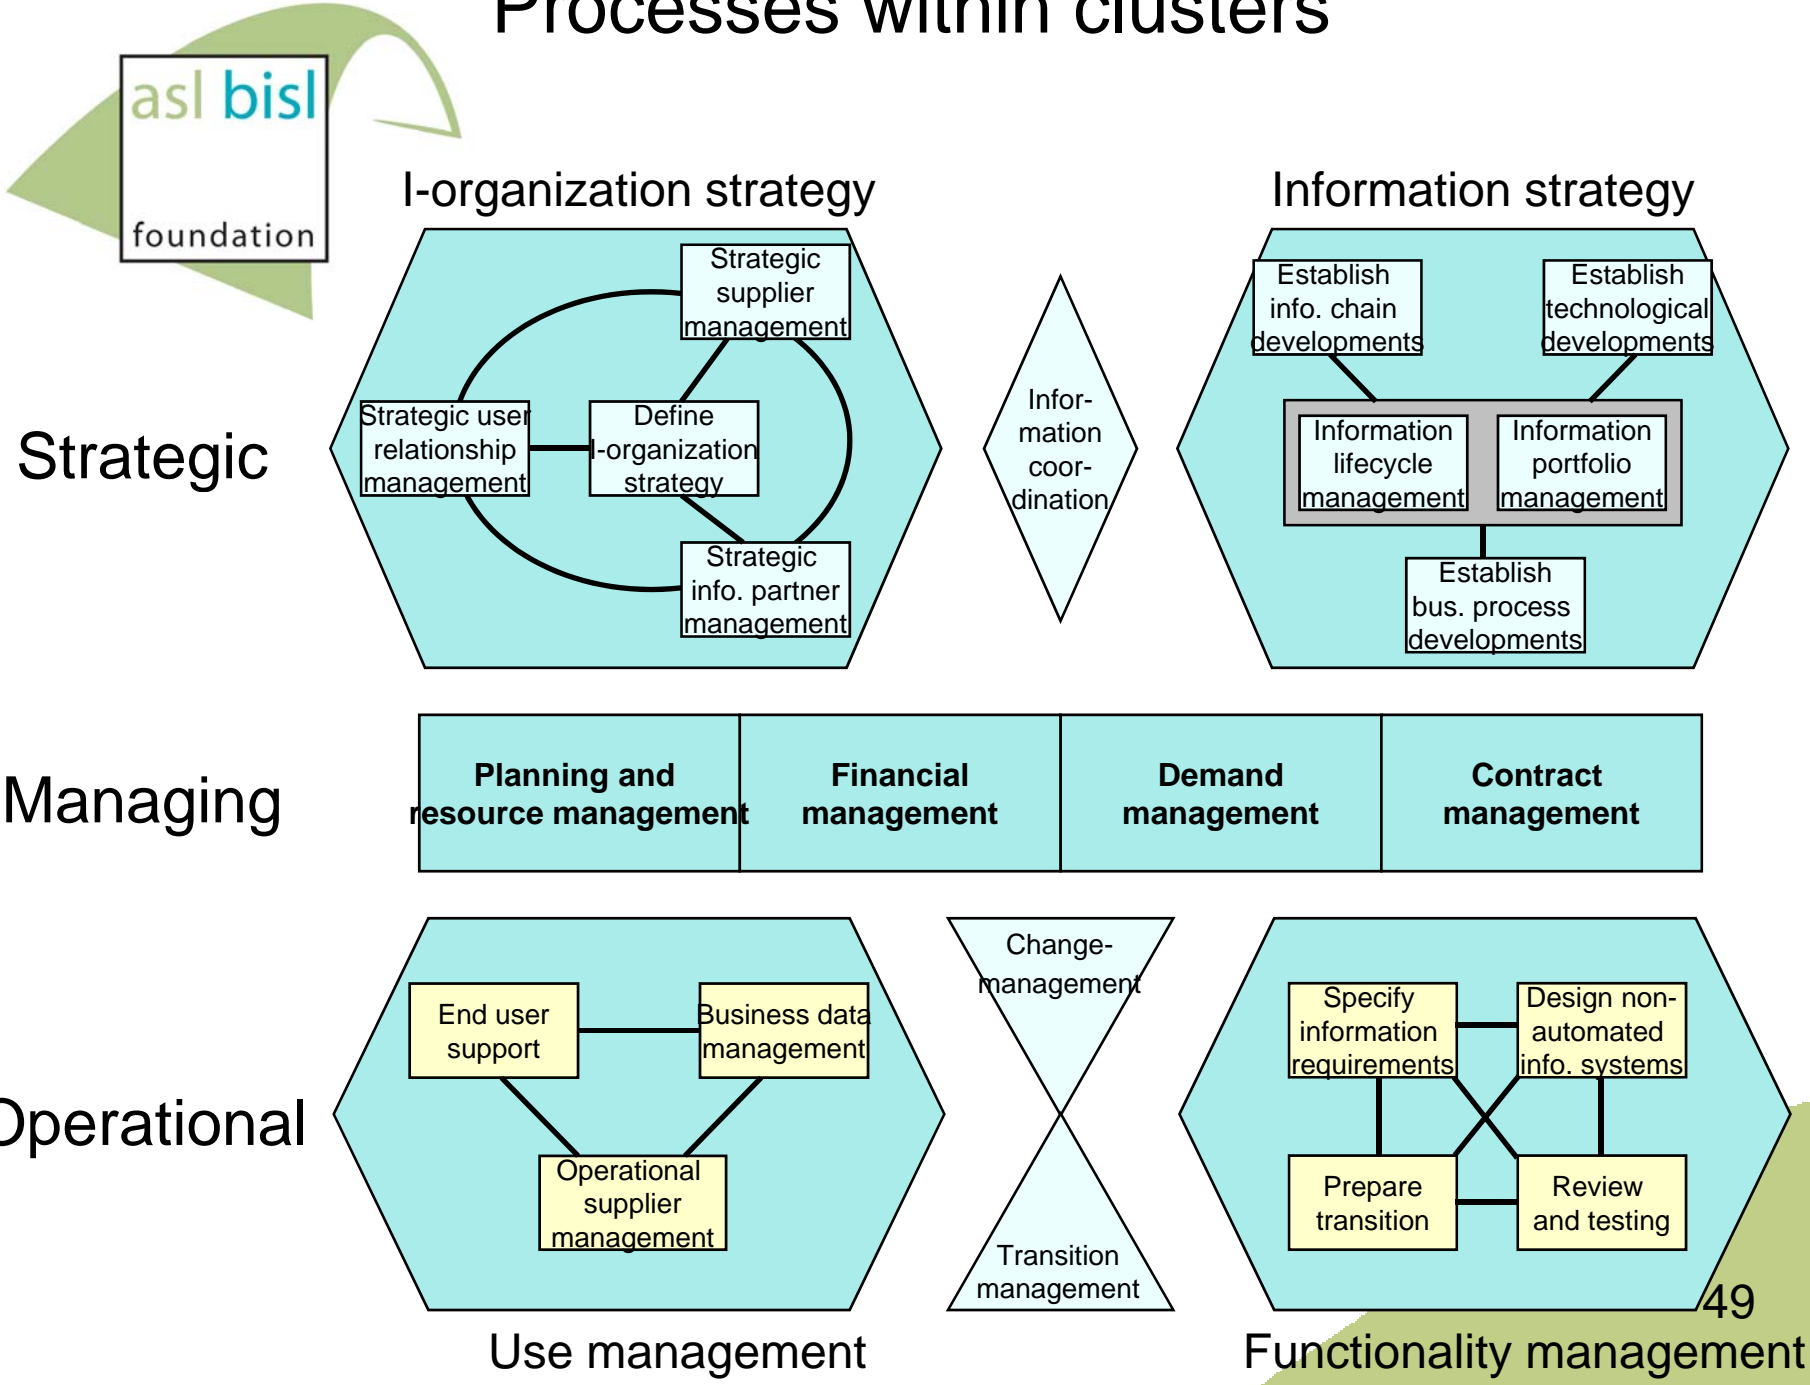 Processes within clusters
asl bisl
foundation
I-organization strategy
Information strategy
Strategic
Strategic
supplier
management
Strategic user
relationship
management
Define
I-organization
strategy
Strategic
info. partner
management
Infor-
mation
coor-
dination
Establish
info. chain
developments
Establish
technological
developments
Information
lifecycle
management
Information
portfolio
management
Establish
bus. process
developments
Managing
Planning and
resource management
Financial
management
Demand
management
Contract
management
Operational
End user
support
Business data
management
Operational
supplier
management
Change-
management
Transition
management
Specify
information
requirements
Design non-
automated
info. systems
Prepare
transition
Review
and testing
49
Use management
Functionality management